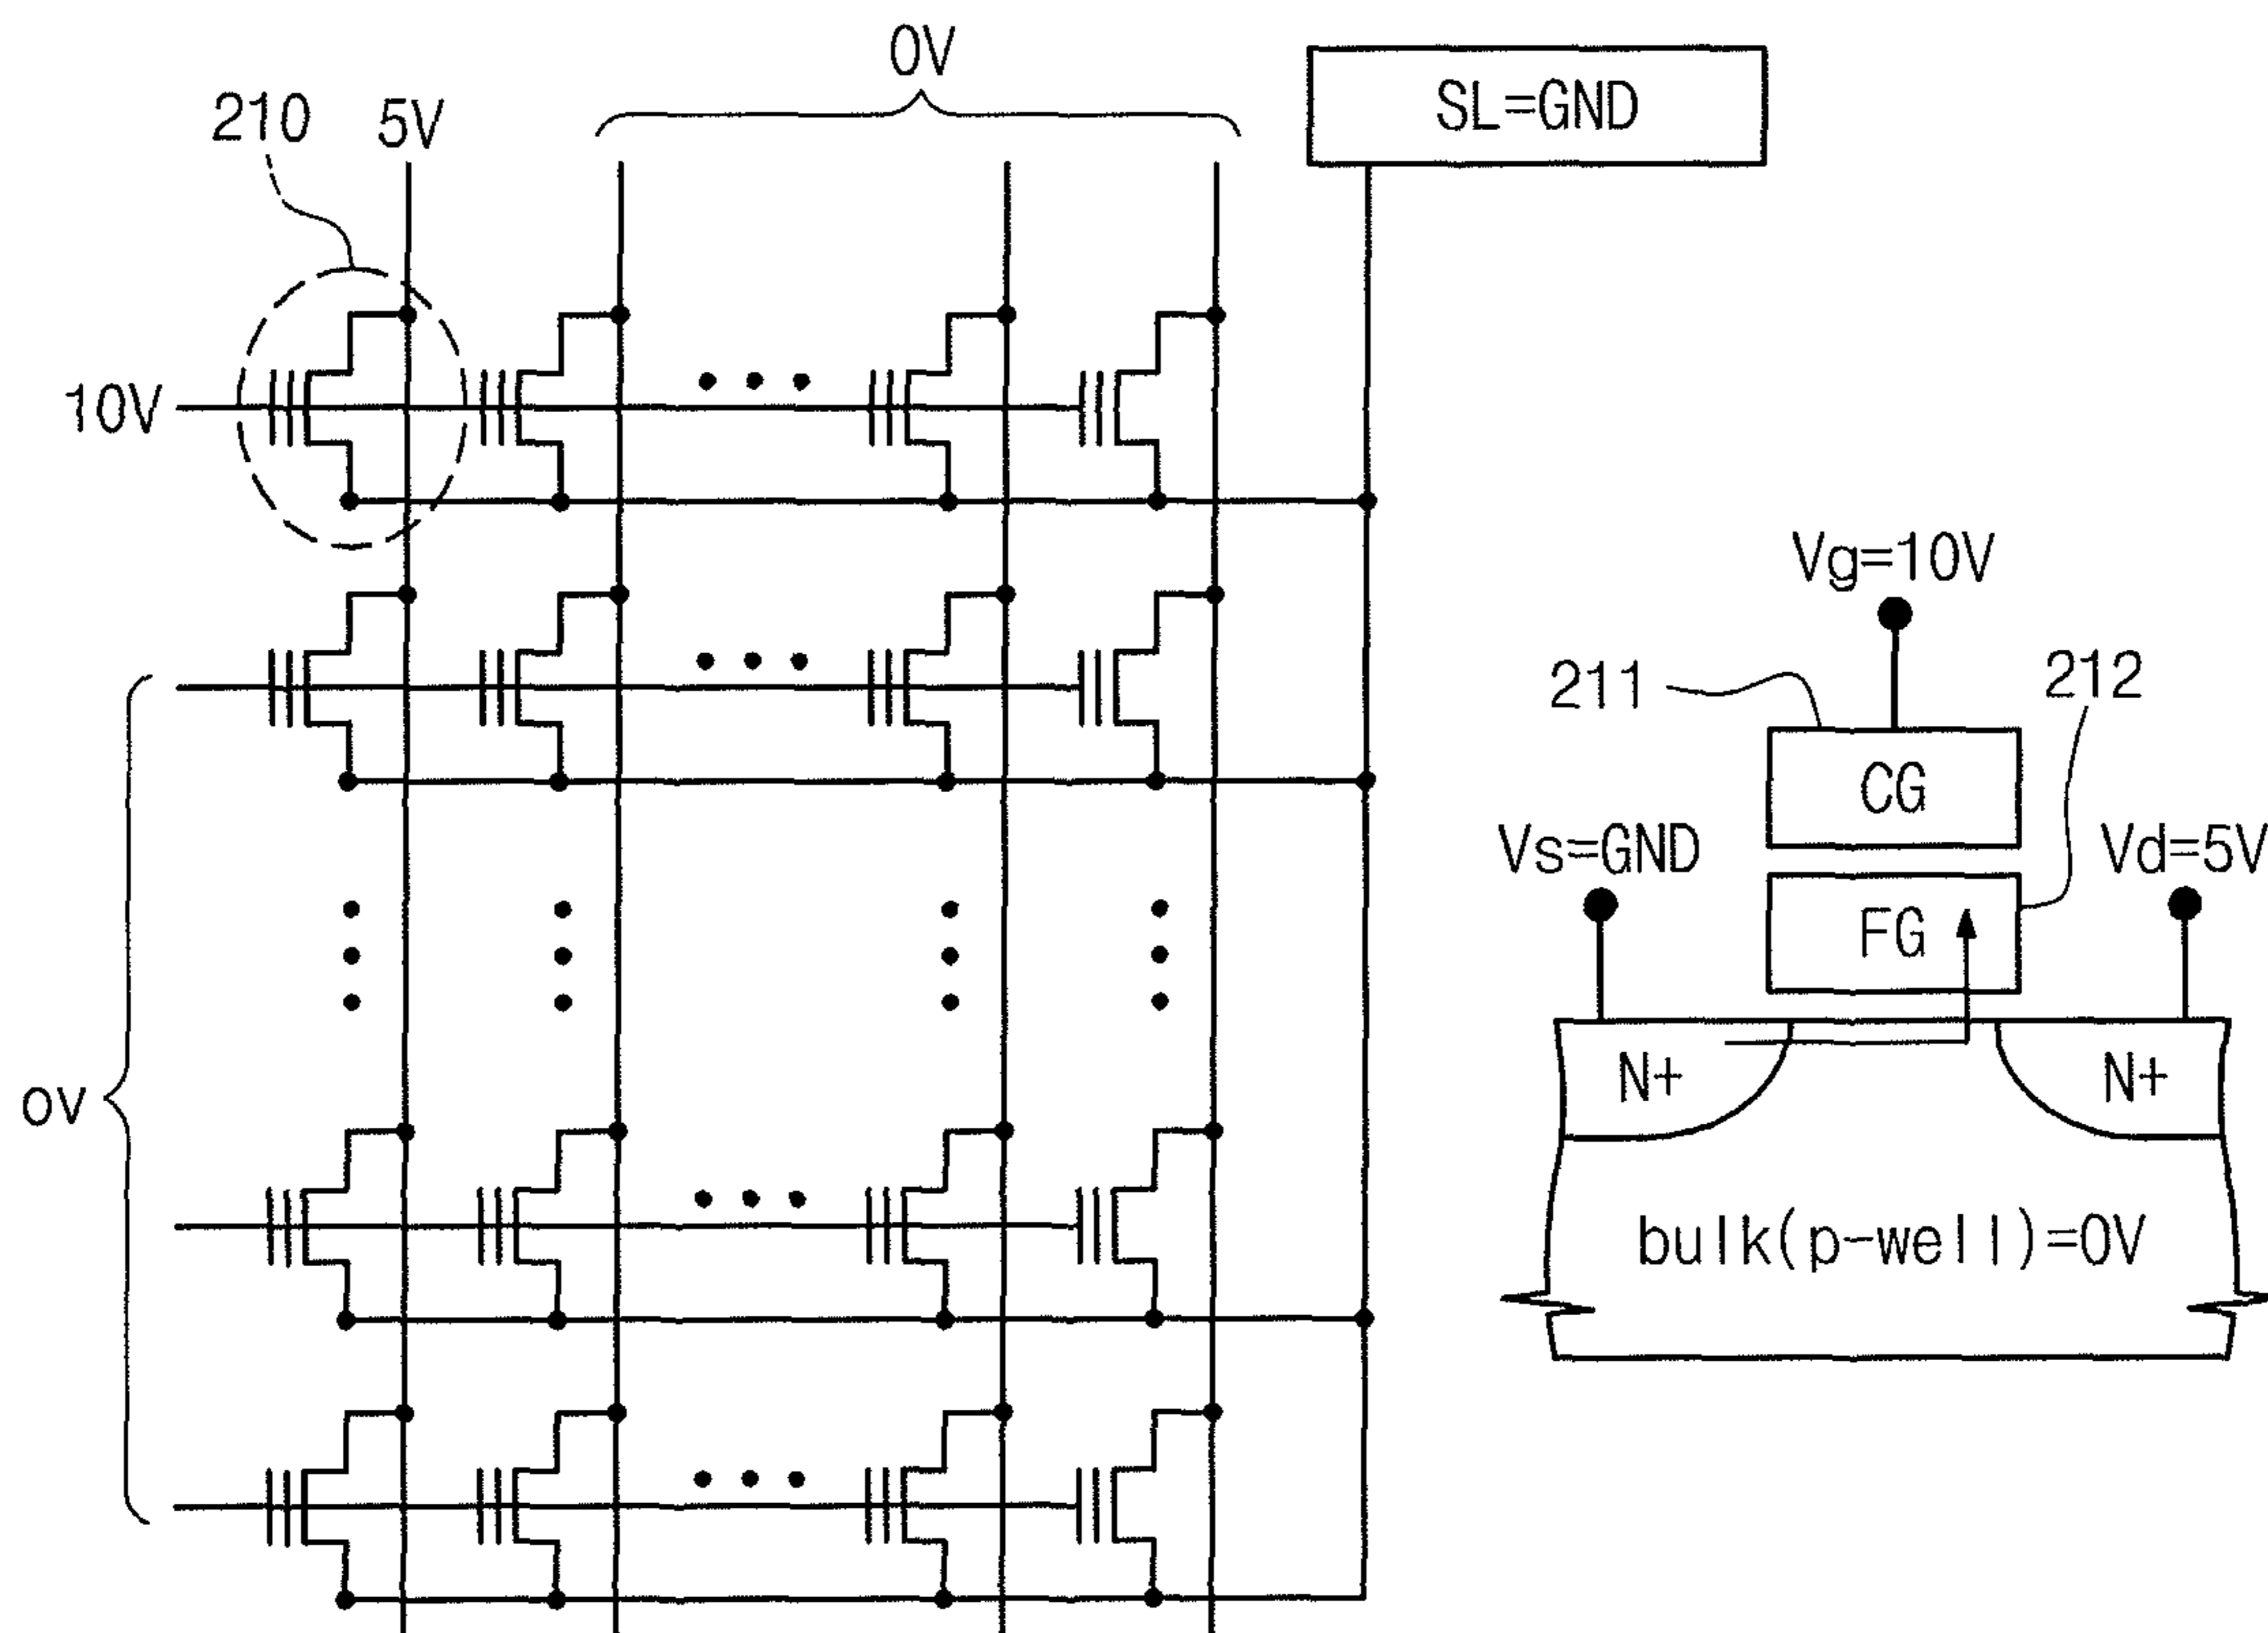 0V
SL=GND
210
5V
10V
Vg=10V
211
212
CG
Vs=GND
Vd=5V
FG
N+
N+
0V
bulk(p-well)=0V